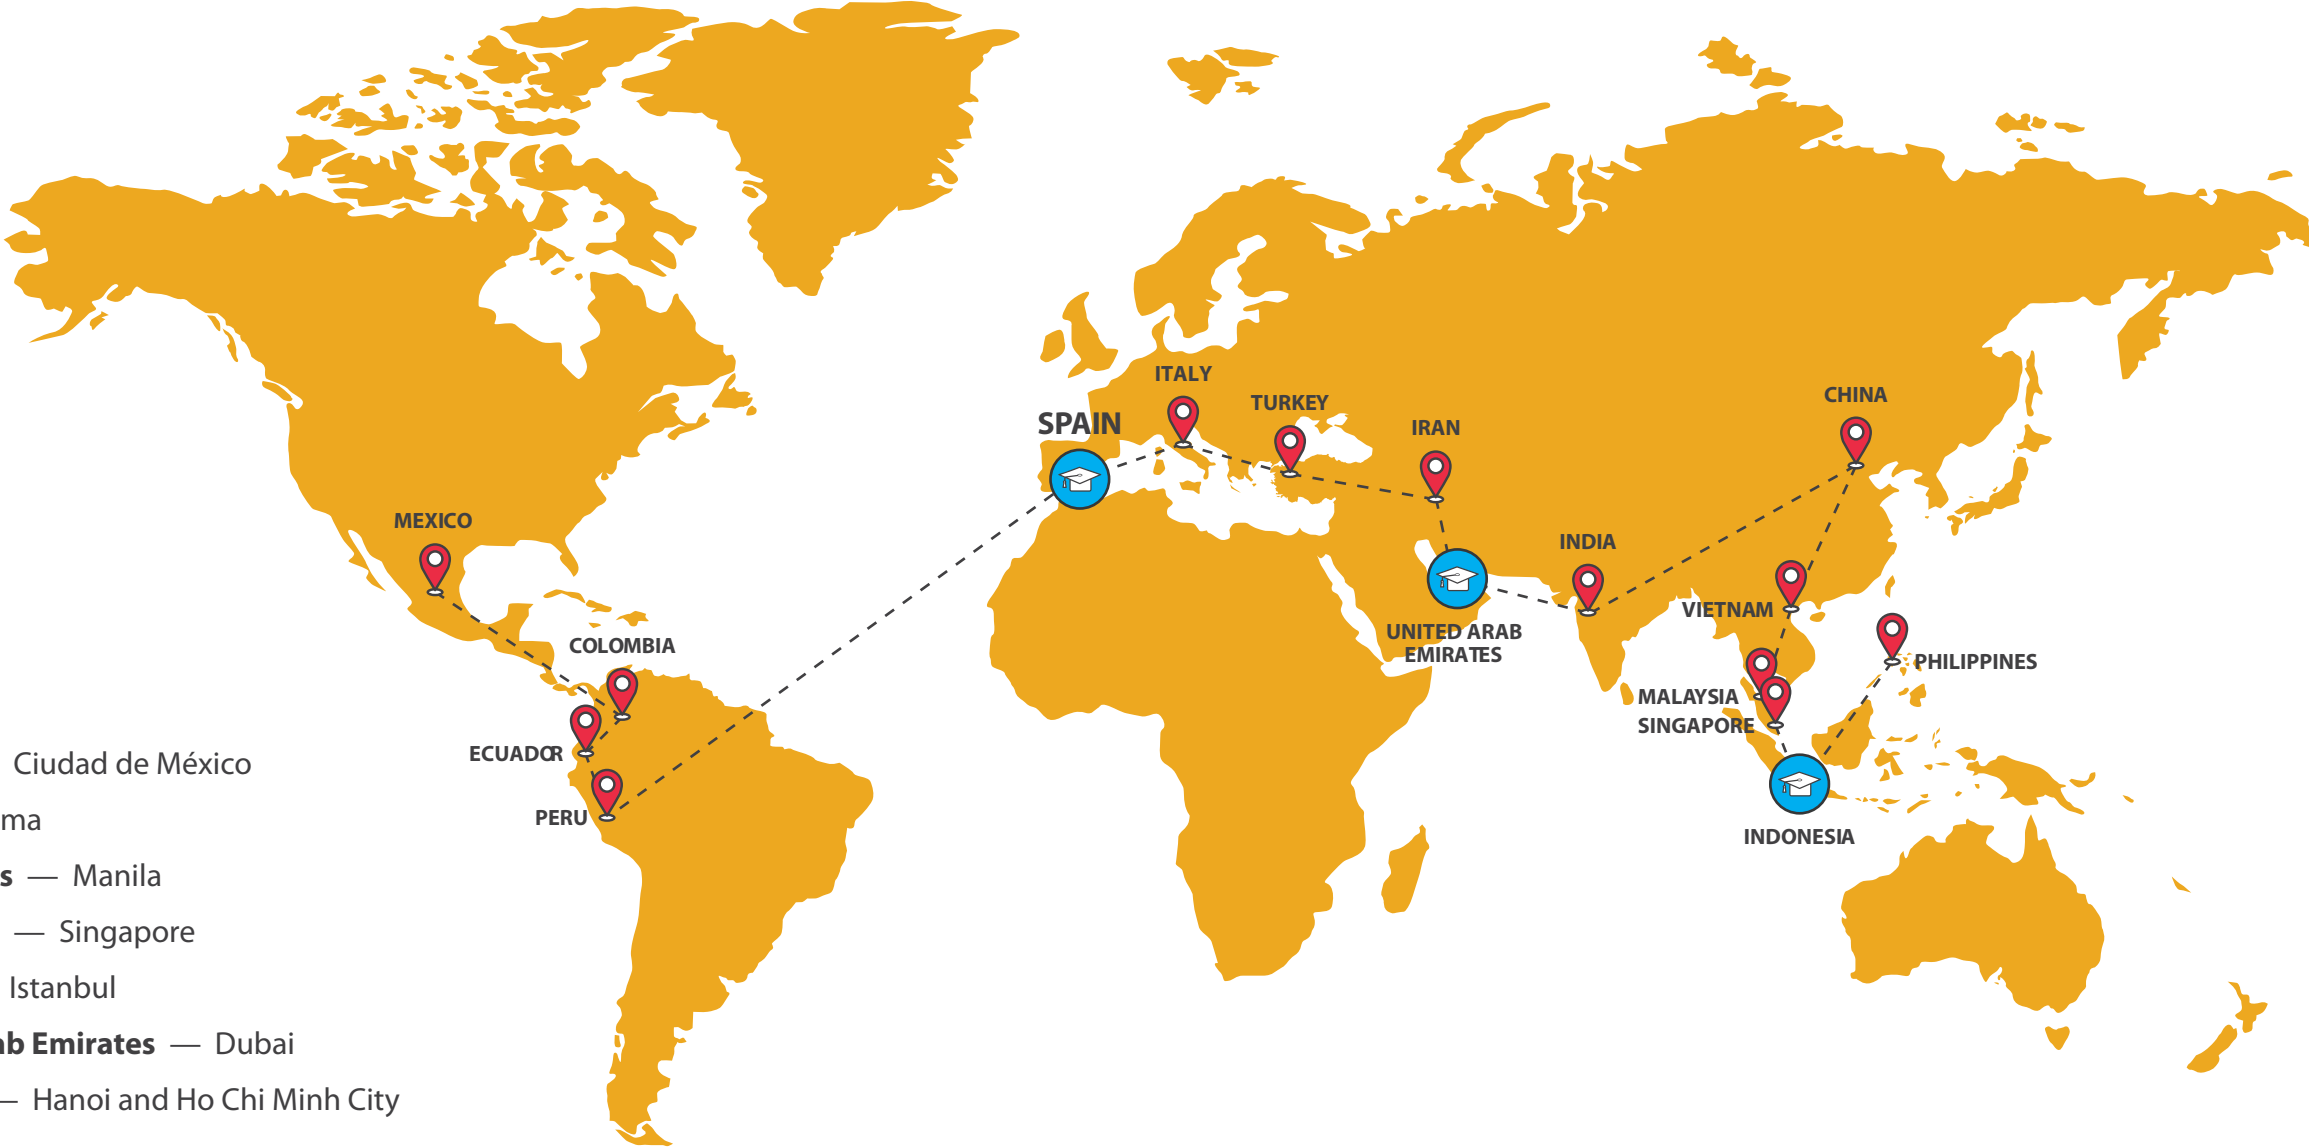 ITALY
TURKEY
CHINA
SPAIN
IRAN
MEXICO
INDIA
VIETNAM
UNITED ARAB
EMIRATES
COLOMBIA
PHILIPPINES
MALAYSIA
SINGAPORE
ECUADOR
PERU
INDONESIA
Ciudad de México
ma
s — Manila
— Singapore
Istanbul
ab Emirates — Dubai
— Hanoi and Ho Chi Minh City